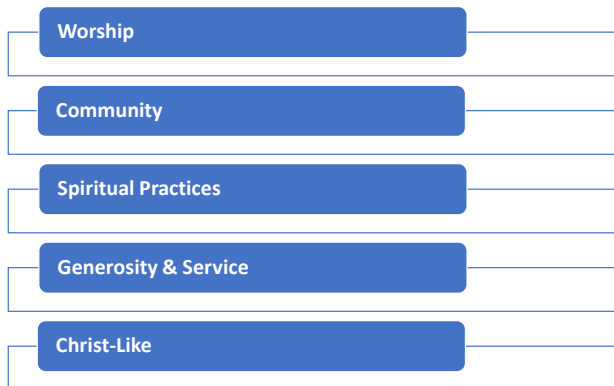 Worship
Community
Spiritual Practices
Generosity & Service
Christ-Like